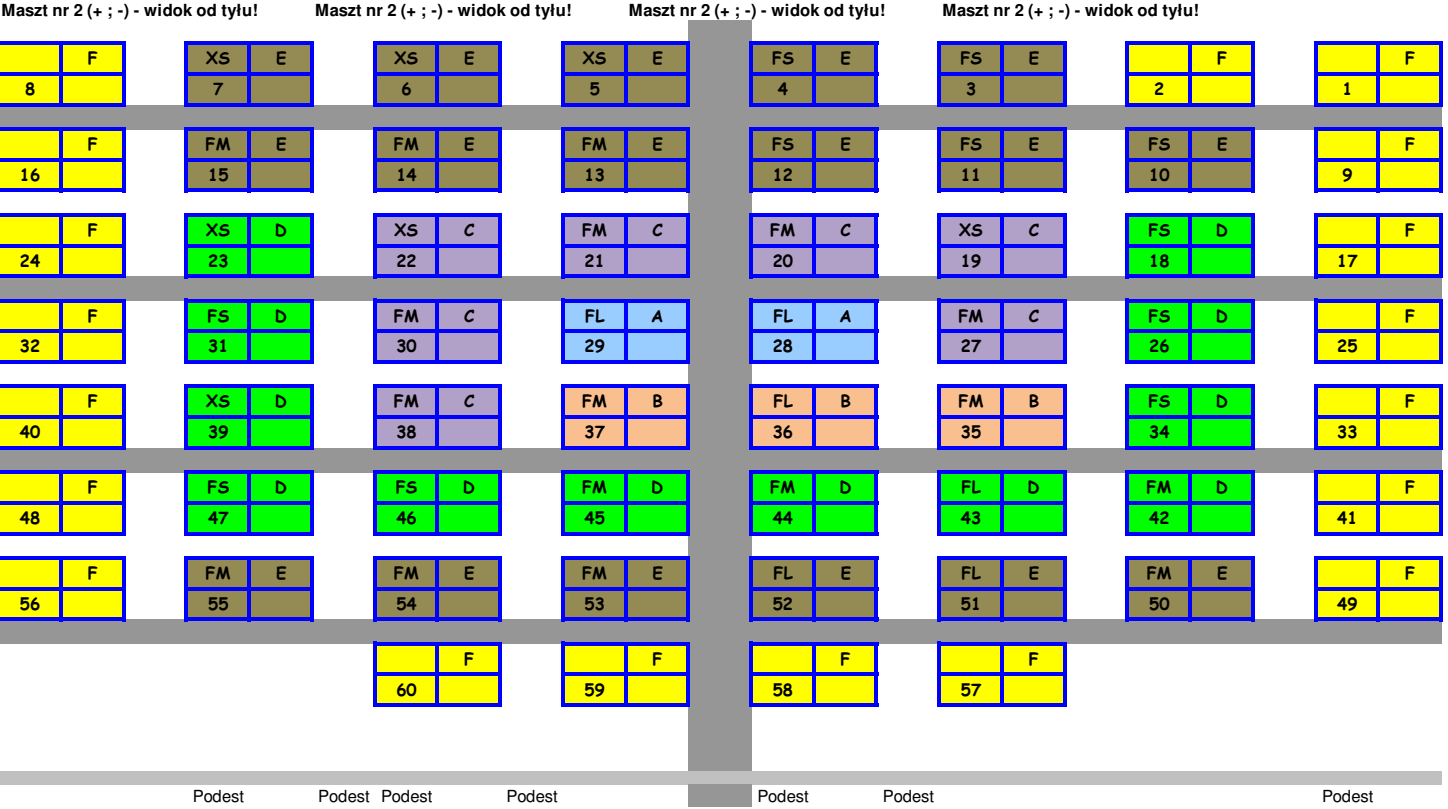 Maszt nr 2 (+ ; -) - widok od tyłu! Maszt nr 2 (+ ; -) - widok od tyłu! Maszt nr 2 (+ ; -) - widok od tyłu! Maszt nr 2 (+ ; -) - widok od tyłu!
F XS E XS E XS E FS E FS E F F
8 7 6 5 4 3 2 1
F FM E FM E FM E FS E FS E FS E F
16 15 14 13 12 11 10 9
F XS D XS C FM C FM C XS C FS D F
24 23 22 21 20 19 18 17
F FS D FM C FL A FL A FM C FS D F
32 31 30 29 28 27 26 25
F XS D FM C FM B FL B FM B FS D F
40 39 38 37 36 35 34 33
F FS D FS D FM D FM D FL D FM D F
48 47 46 45 44 43 42 41
F FM E FM E FM E FL E FL E FM E F
56 55 54 53 52 51 50 49
F F F F
60 59 58 57
Podest Podest Podest Podest Podest Podest Podest